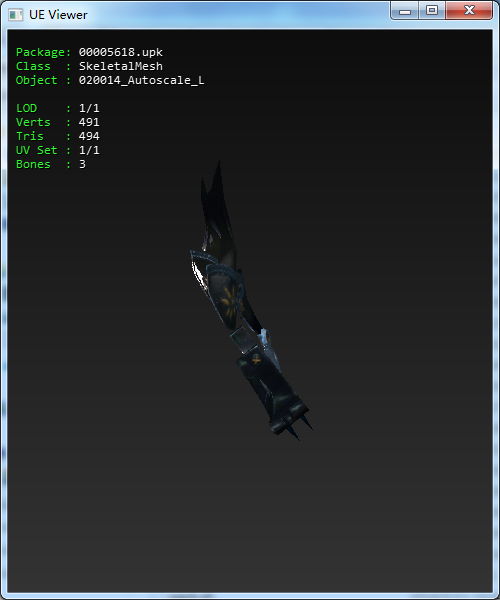 UE Viewer
Package: 00005618.upk
Class : SkeletalMesh
Object : 020014_Autoscale_L
LOD : 1/1
Verts : 491
Tris : 494
UV Set : 1/1
Bones : 3